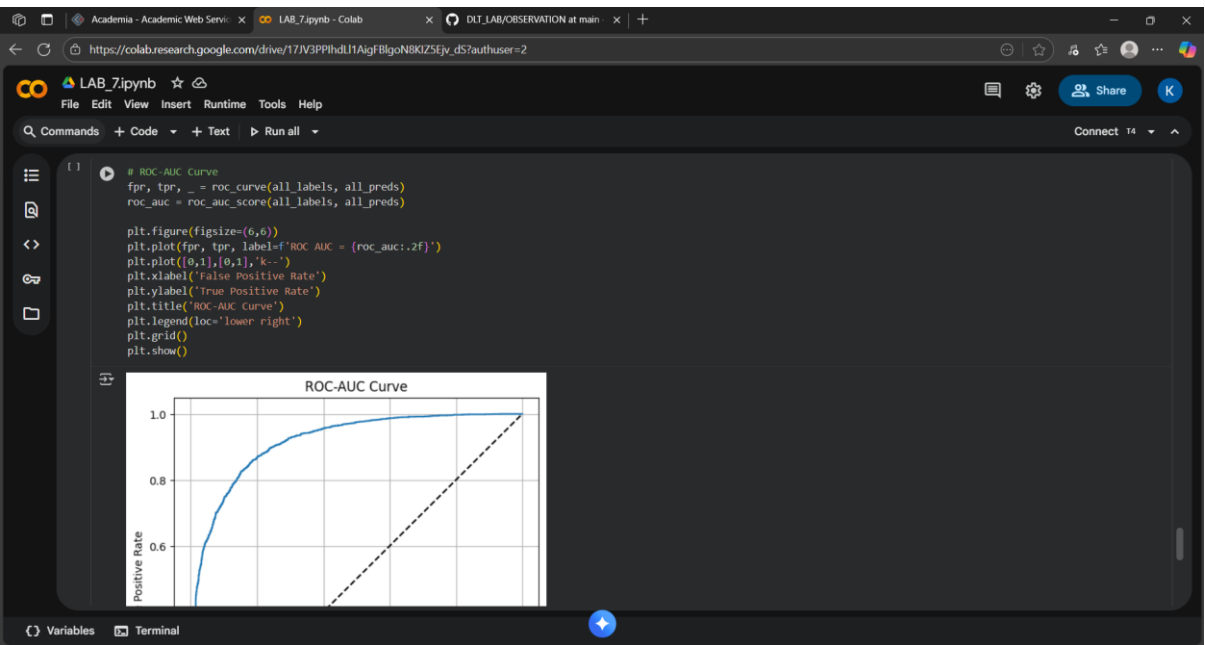 Academia - Academic Web Servic
LAB_7.ipynb - Colab
DLT_LAB/OBSERVATION at main
https://colab.research.google.com/drive/17JV3PPIhdLl1AigFBlgoN8KIZ5Ejv_dS?authuser=2
LAB_7.ipynb
File Edit View Insert Runtime Tools Help
Share
K
Commands + Code + Text Run all
Connect T4
[ ]
# ROC-AUC Curve
fpr, tpr, _ = roc_curve(all_labels, all_preds)
roc_auc = roc_auc_score(all_labels, all_preds)
plt.figure(figsize=(6,6))
plt.plot(fpr, tpr, label=f'ROC AUC = {roc_auc:.2f}')
plt.plot([0,1],[0,1],'k--')
plt.xlabel('False Positive Rate')
plt.ylabel('True Positive Rate')
plt.title('ROC-AUC Curve')
plt.legend(loc='lower right')
plt.grid()
plt.show()
ROC-AUC Curve
1.0
0.8
0.6
Positive Rate
Variables Terminal